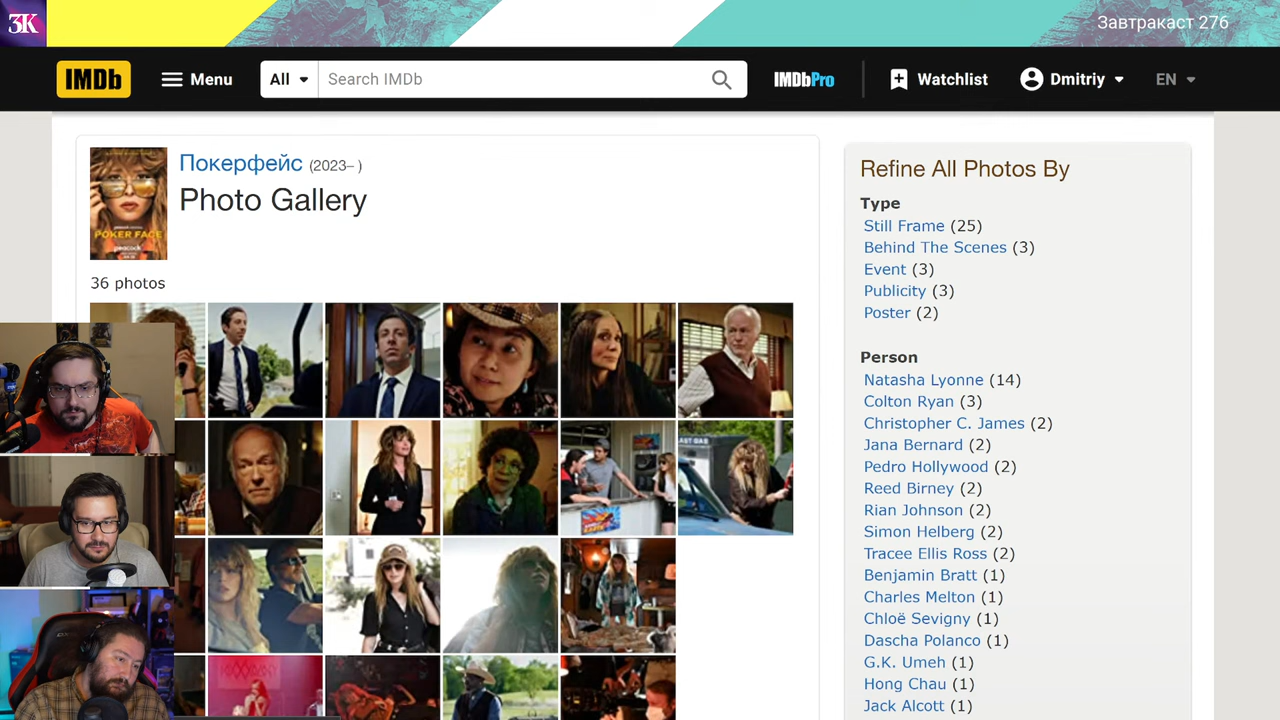 ЗК
Завтракаст 276
IMDb
Menu
All
Search IMDb
IMDbPro
Watchlist
Dmitriy
EN
POKER FACE
peacock
Покерфейс (2023– )
Photo Gallery
36 photos
Refine All Photos By
Type
Still Frame (25)
Behind The Scenes (3)
Event (3)
Publicity (3)
Poster (2)
Person
Natasha Lyonne (14)
Colton Ryan (3)
Christopher C. James (2)
Jana Bernard (2)
Pedro Hollywood (2)
Reed Birney (2)
Rian Johnson (2)
Simon Helberg (2)
Tracee Ellis Ross (2)
Benjamin Bratt (1)
Charles Melton (1)
Chloë Sevigny (1)
Dascha Polanco (1)
G.K. Umeh (1)
Hong Chau (1)
Jack Alcott (1)